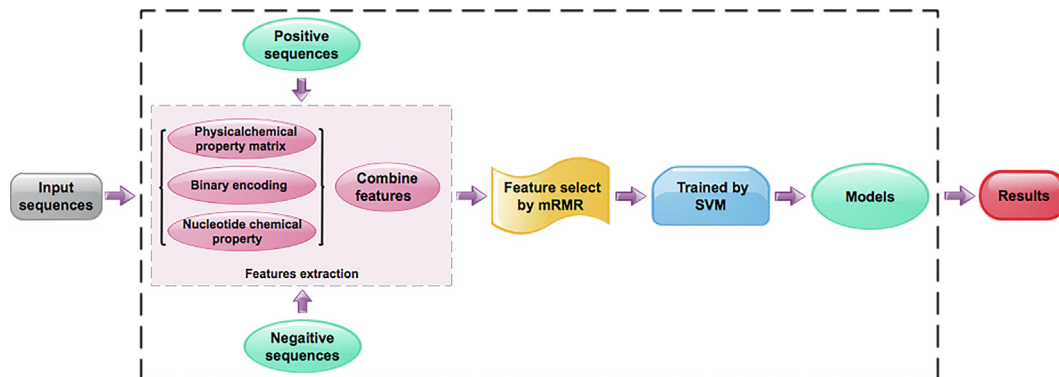 Positive
sequences
Physicalchemical
property matrix
Binary encoding
Nucleotide chemical
property
Combine
features
Features extraction
Input
sequences
Feature select
by mRMR
Trained by
SVM
Models
Results
Negaitive
sequences